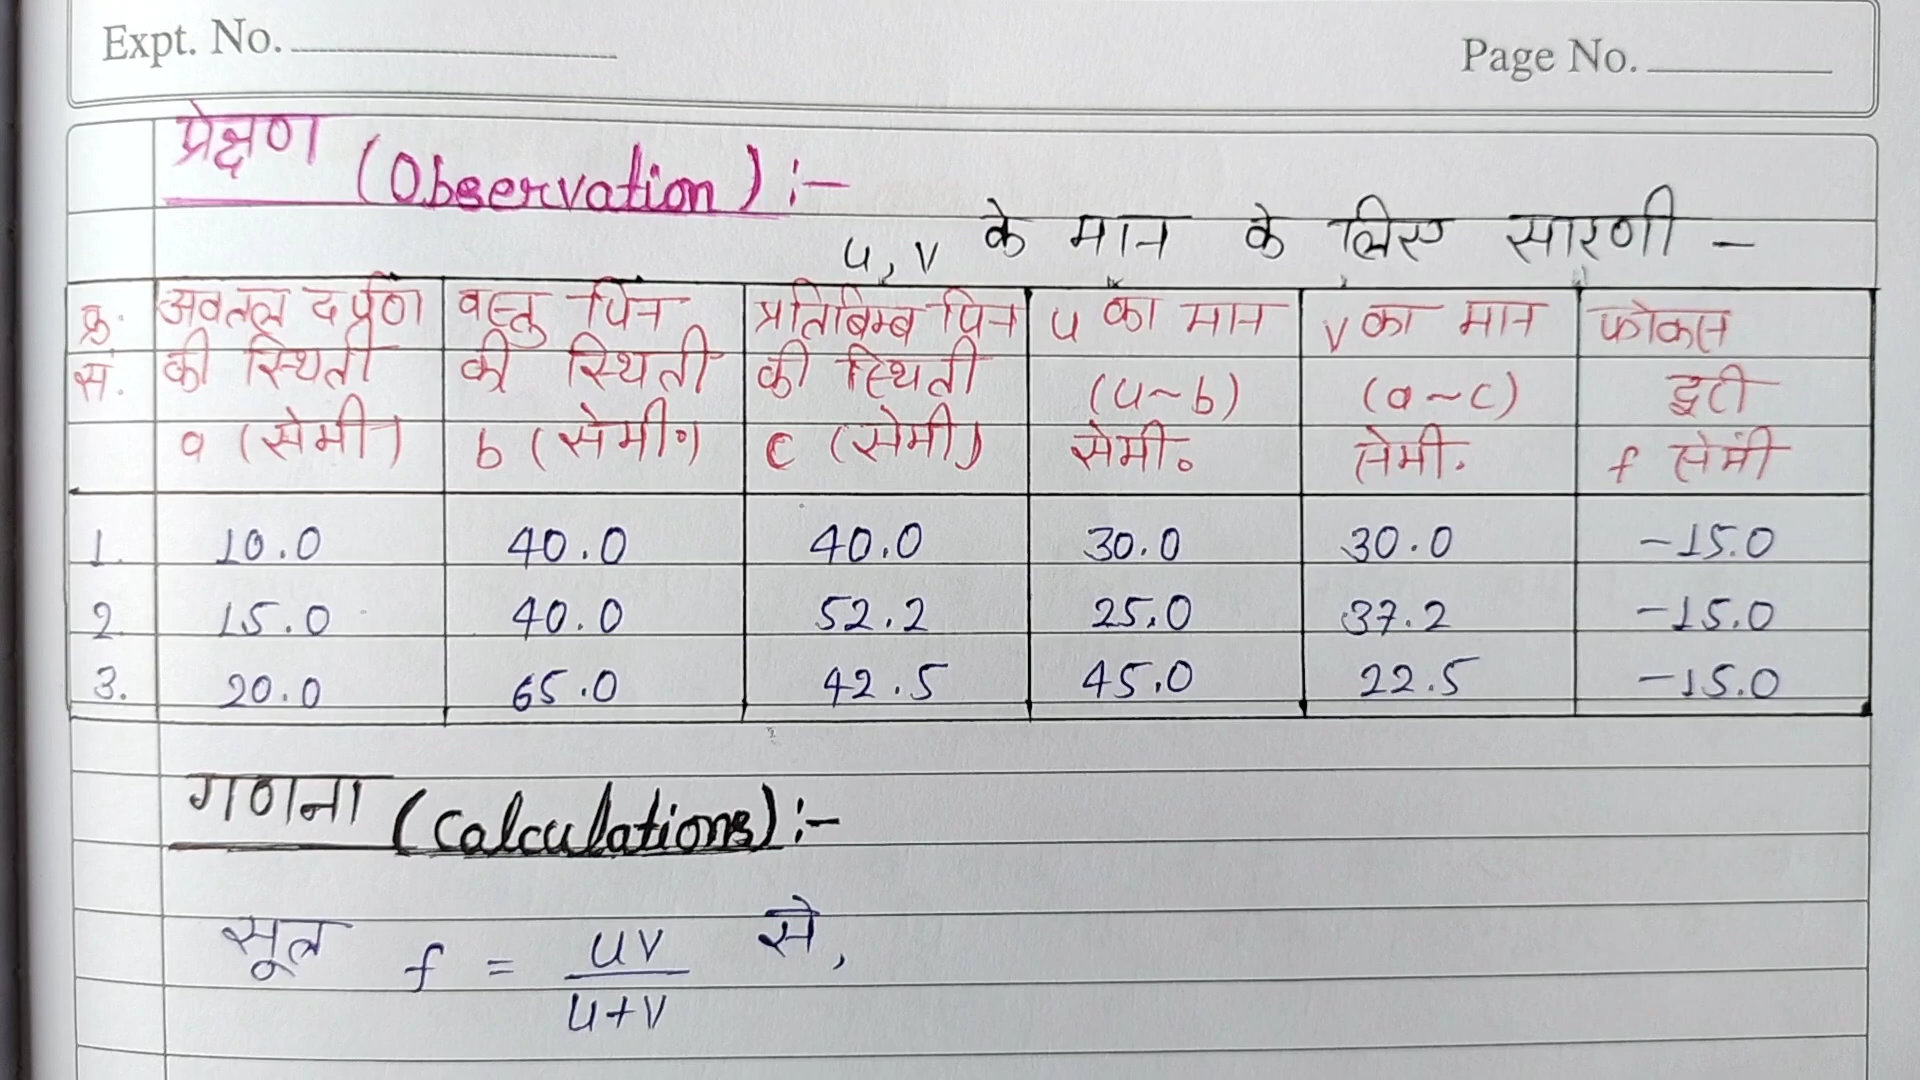 Expt. No.
Page No.
प्रेक्षण (Observation) :-
u, v के मान के लिए सारणी -
क्र. सं. | अवतल दर्पण की स्थिती a (सेमी) | वस्तु पिन की स्थिती b (सेमी०) | प्रतिबिम्ब पिन की स्थिती c (सेमी) | u का मान (u~b) सेमी० | v का मान (a~c) सेमी. | फोकस दूरी f सेमी
1. 10.0 40.0 40.0 30.0 30.0 -15.0
2. 15.0 40.0 52.2 25.0 37.2 -15.0
3. 20.0 65.0 42.5 45.0 22.5 -15.0
गणना (Calculations) :-
सूत्र f = uv से,
u+v